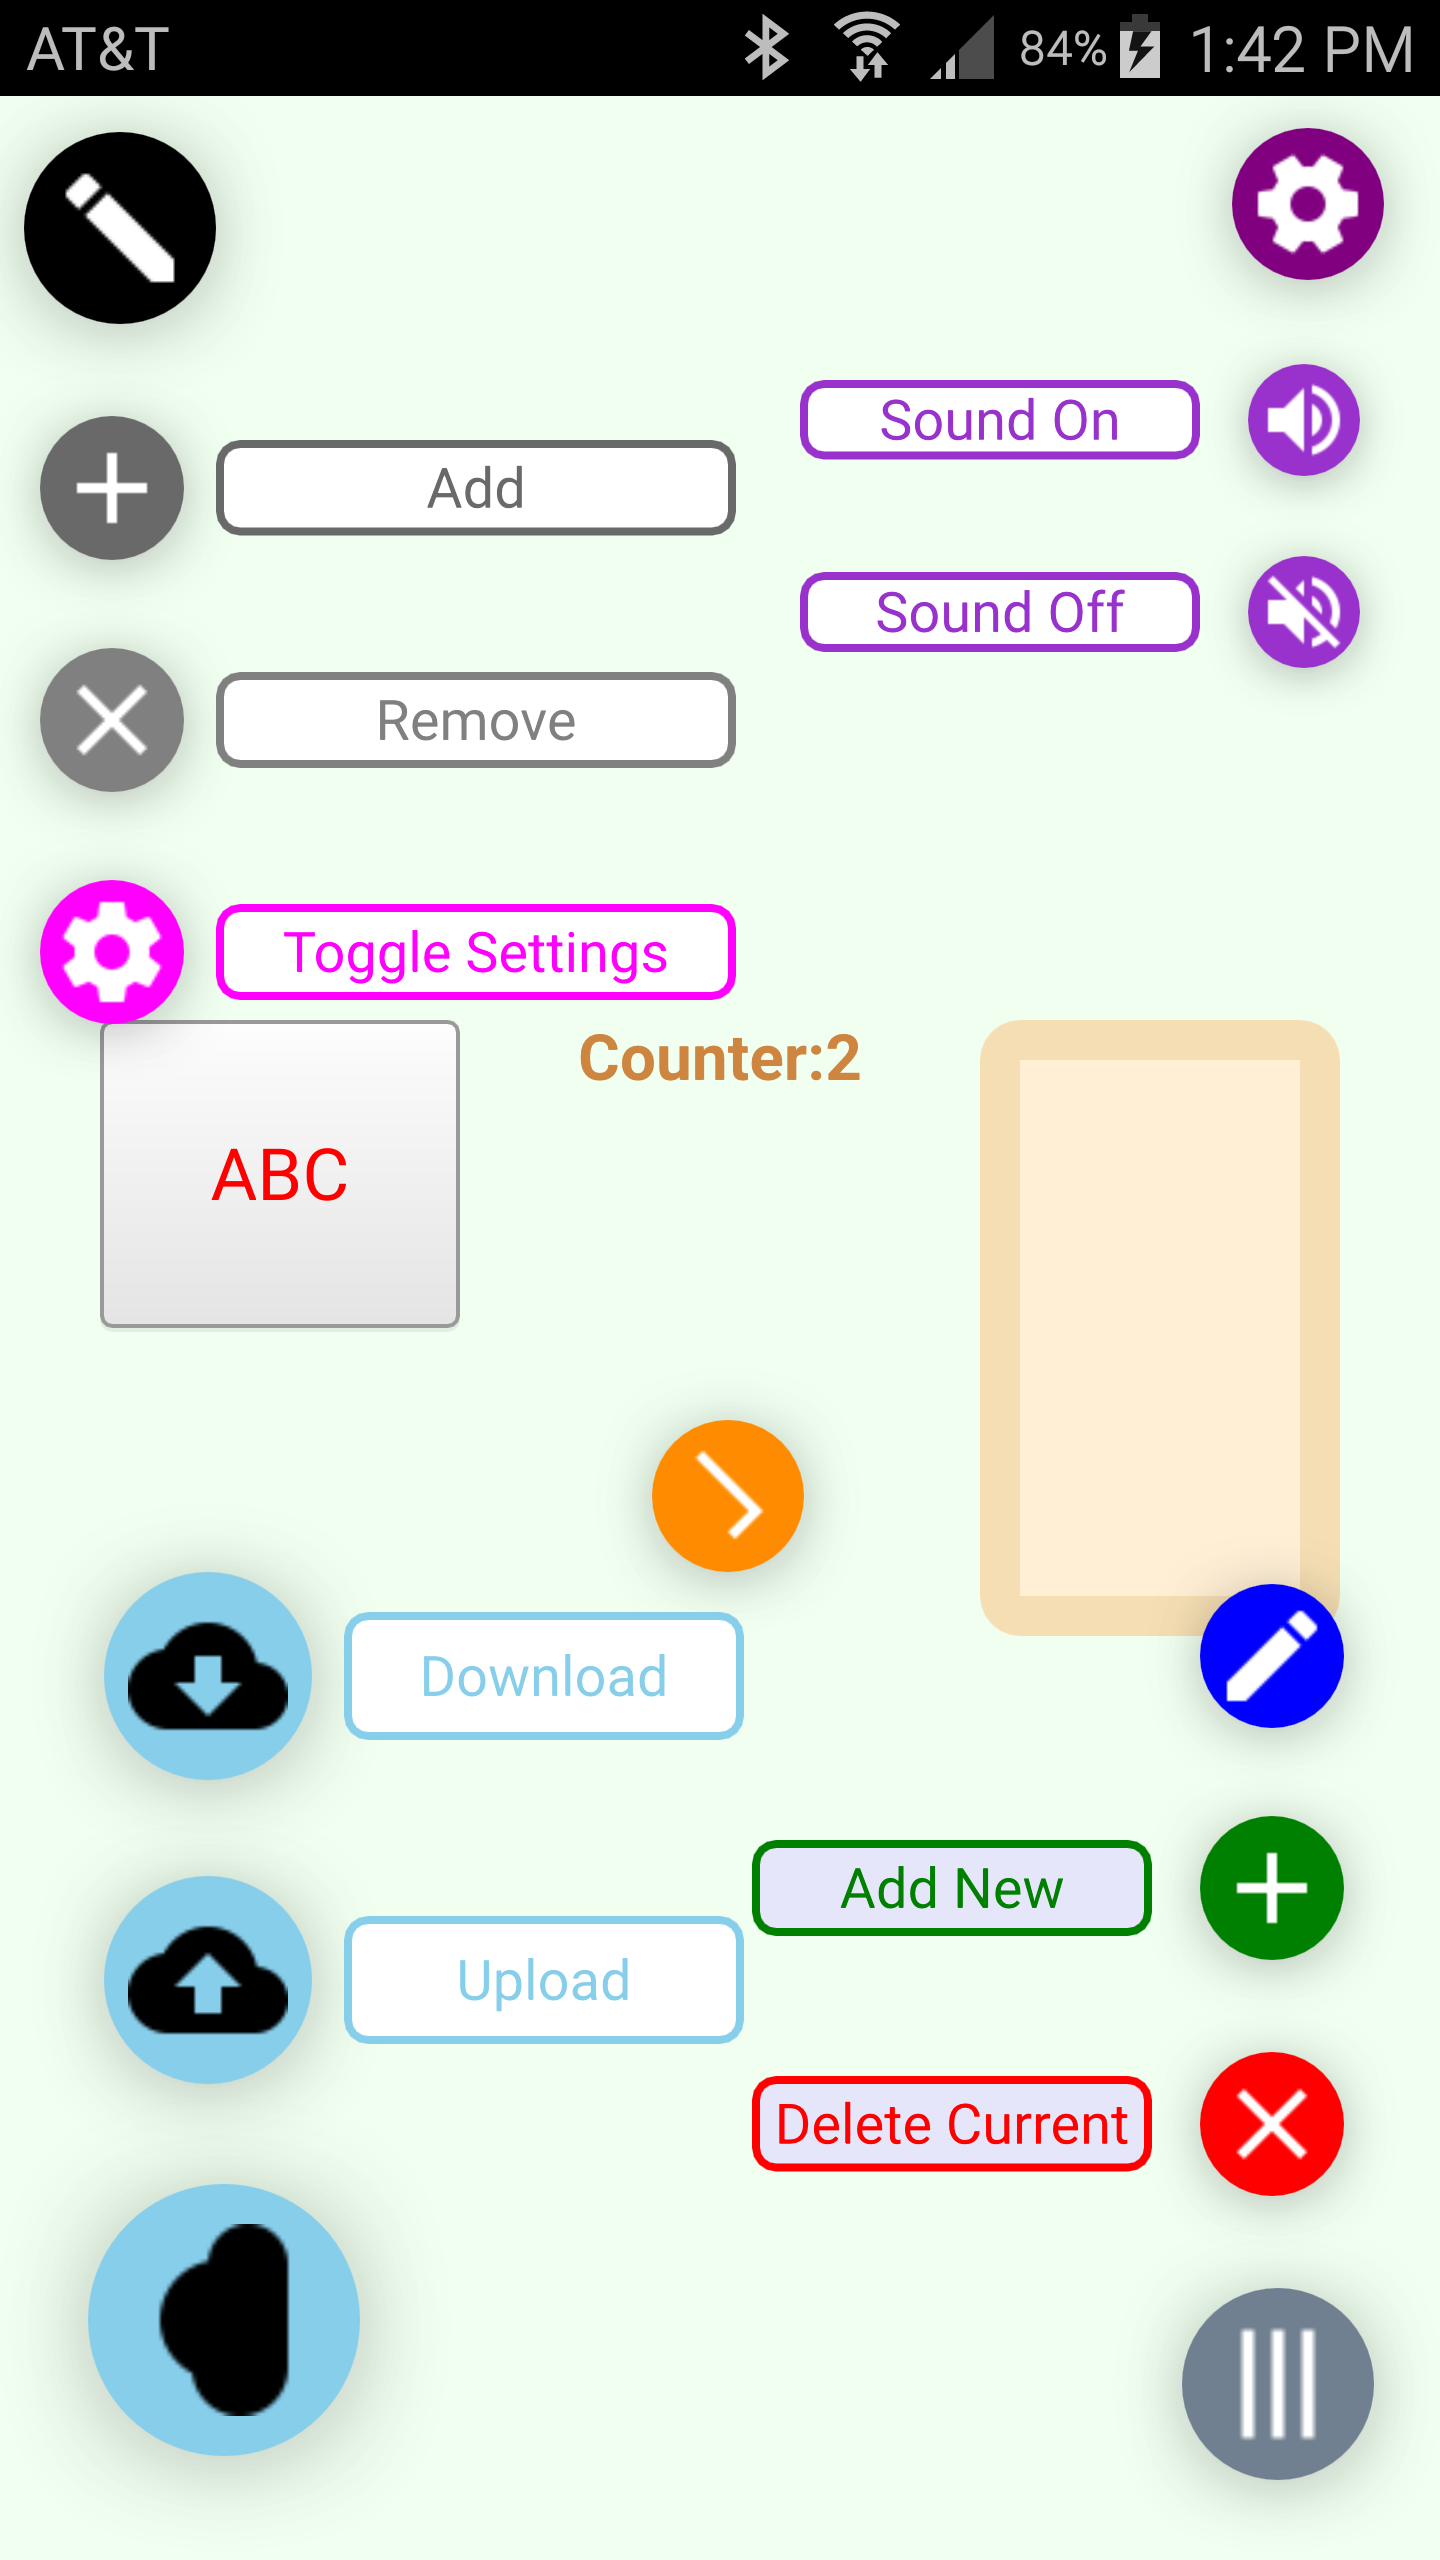 AT&T 84% 1:42 PM
Sound On
Add
Sound Off
Remove
Toggle Settings
Counter:2
ABC
Download
Add New
Upload
Delete Current